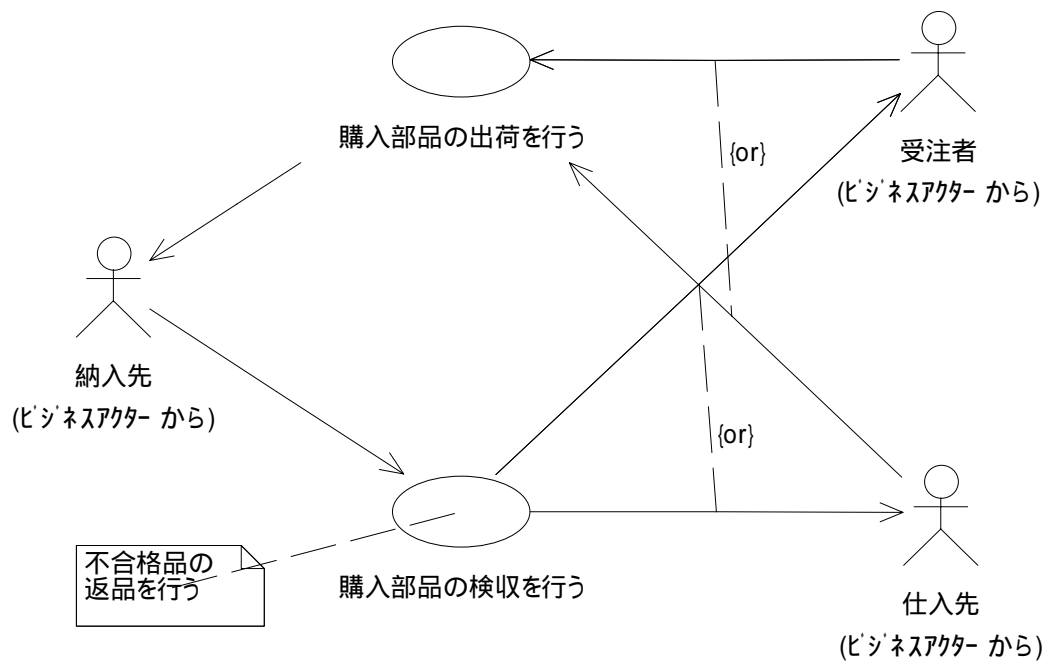 購入部品の出荷を行う
{or}
受注者
(ﾋﾞｼﾞﾈｽｱｸﾀｰ から)
納入先
(ﾋﾞｼﾞﾈｽｱｸﾀｰ から)
{or}
不合格品の
返品を行う
購入部品の検収を行う
仕入先
(ﾋﾞｼﾞﾈｽｱｸﾀｰ から)